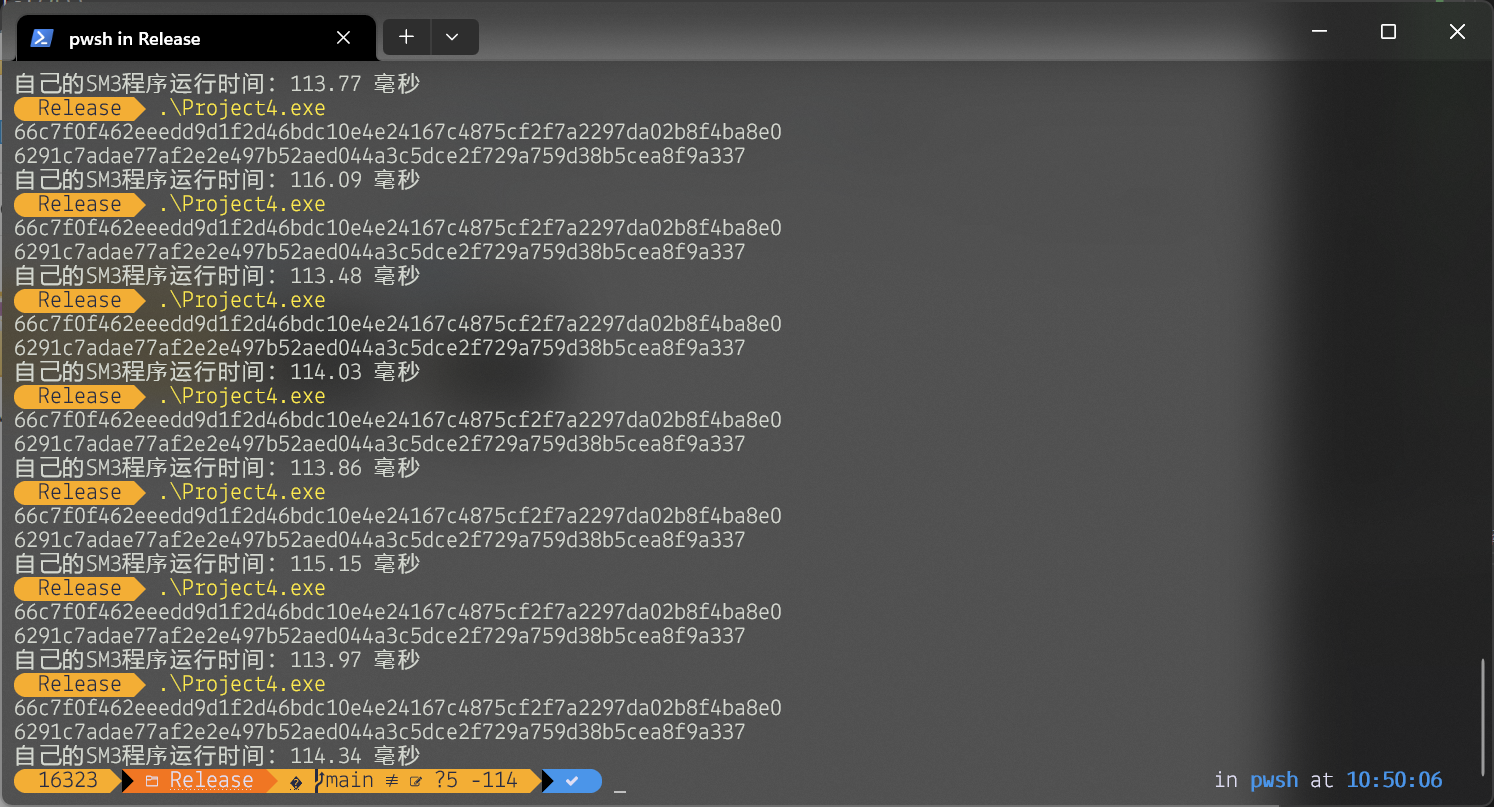 pwsh in Release
自己的SM3程序运行时间: 113.77 毫秒
Release .\Project4.exe
66c7f0f462eeedd9d1f2d46bdc10e4e24167c4875cf2f7a2297da02b8f4ba8e0
6291c7adae77af2e2e497b52aed044a3c5dce2f729a759d38b5cea8f9a337
自己的SM3程序运行时间: 116.09 毫秒
Release .\Project4.exe
66c7f0f462eeedd9d1f2d46bdc10e4e24167c4875cf2f7a2297da02b8f4ba8e0
6291c7adae77af2e2e497b52aed044a3c5dce2f729a759d38b5cea8f9a337
自己的SM3程序运行时间: 113.48 毫秒
Release .\Project4.exe
66c7f0f462eeedd9d1f2d46bdc10e4e24167c4875cf2f7a2297da02b8f4ba8e0
6291c7adae77af2e2e497b52aed044a3c5dce2f729a759d38b5cea8f9a337
自己的SM3程序运行时间: 114.03 毫秒
Release .\Project4.exe
66c7f0f462eeedd9d1f2d46bdc10e4e24167c4875cf2f7a2297da02b8f4ba8e0
6291c7adae77af2e2e497b52aed044a3c5dce2f729a759d38b5cea8f9a337
自己的SM3程序运行时间: 113.86 毫秒
Release .\Project4.exe
66c7f0f462eeedd9d1f2d46bdc10e4e24167c4875cf2f7a2297da02b8f4ba8e0
6291c7adae77af2e2e497b52aed044a3c5dce2f729a759d38b5cea8f9a337
自己的SM3程序运行时间: 115.15 毫秒
Release .\Project4.exe
66c7f0f462eeedd9d1f2d46bdc10e4e24167c4875cf2f7a2297da02b8f4ba8e0
6291c7adae77af2e2e497b52aed044a3c5dce2f729a759d38b5cea8f9a337
自己的SM3程序运行时间: 113.97 毫秒
Release .\Project4.exe
66c7f0f462eeedd9d1f2d46bdc10e4e24167c4875cf2f7a2297da02b8f4ba8e0
6291c7adae77af2e2e497b52aed044a3c5dce2f729a759d38b5cea8f9a337
自己的SM3程序运行时间: 114.34 毫秒
16323 Release � main ≢ ?5 -114 ✔ _ in pwsh at 10:50:06